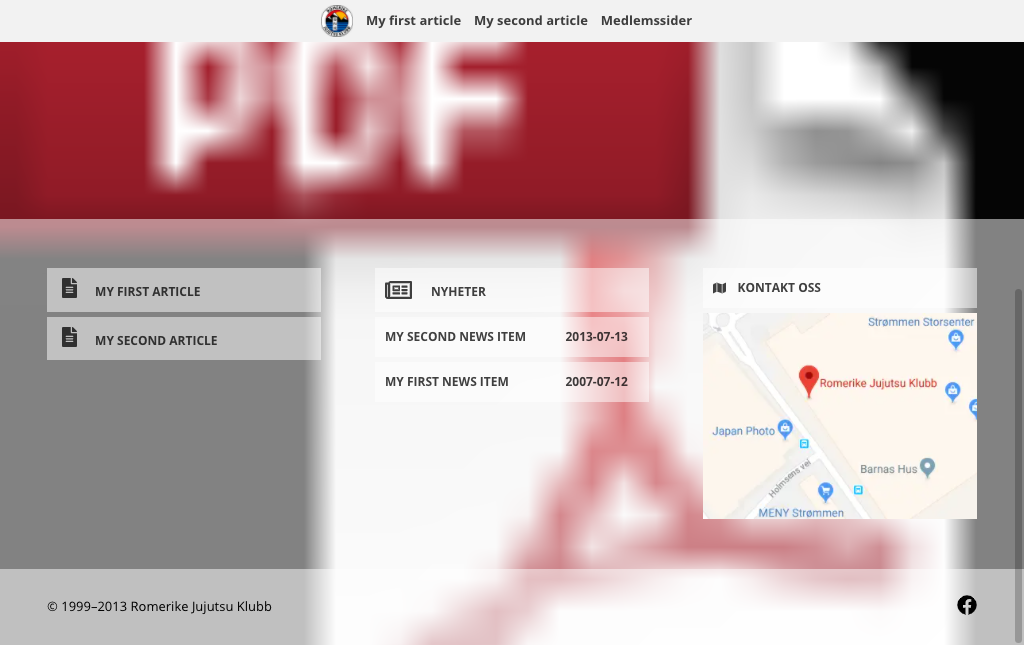 My first article My second article Medlemssider
PDF
MY FIRST ARTICLE
MY SECOND ARTICLE
NYHETER
MY SECOND NEWS ITEM 2013-07-13
MY FIRST NEWS ITEM 2007-07-12
KONTAKT OSS
Strømmen Storsenter
Romerike Jujutsu Klubb
Japan Photo
Barnas Hus
Holmsens vei
MENY Strømmen
© 1999–2013 Romerike Jujutsu Klubb